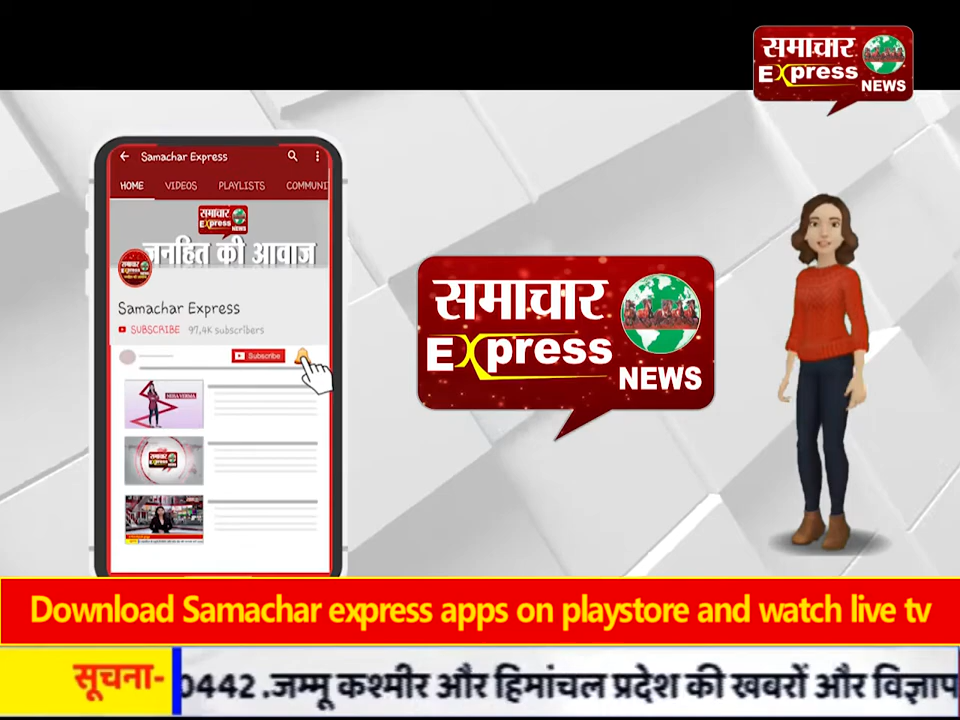 समाचार
Express
NEWS
Samachar Express
HOME VIDEOS PLAYLISTS COMMUNI
समाचार
Express
NEWS
जनहित की आवाज
Samachar Express
SUBSCRIBE 97.4K subscribers
Subscribe
समाचार
Express
NEWS
समाचार
Express
Download Samachar express apps on playstore and watch live tv
सूचना- 0442 .जम्मू कश्मीर और हिमांचल प्रदेश की खबरों और विज्ञाप